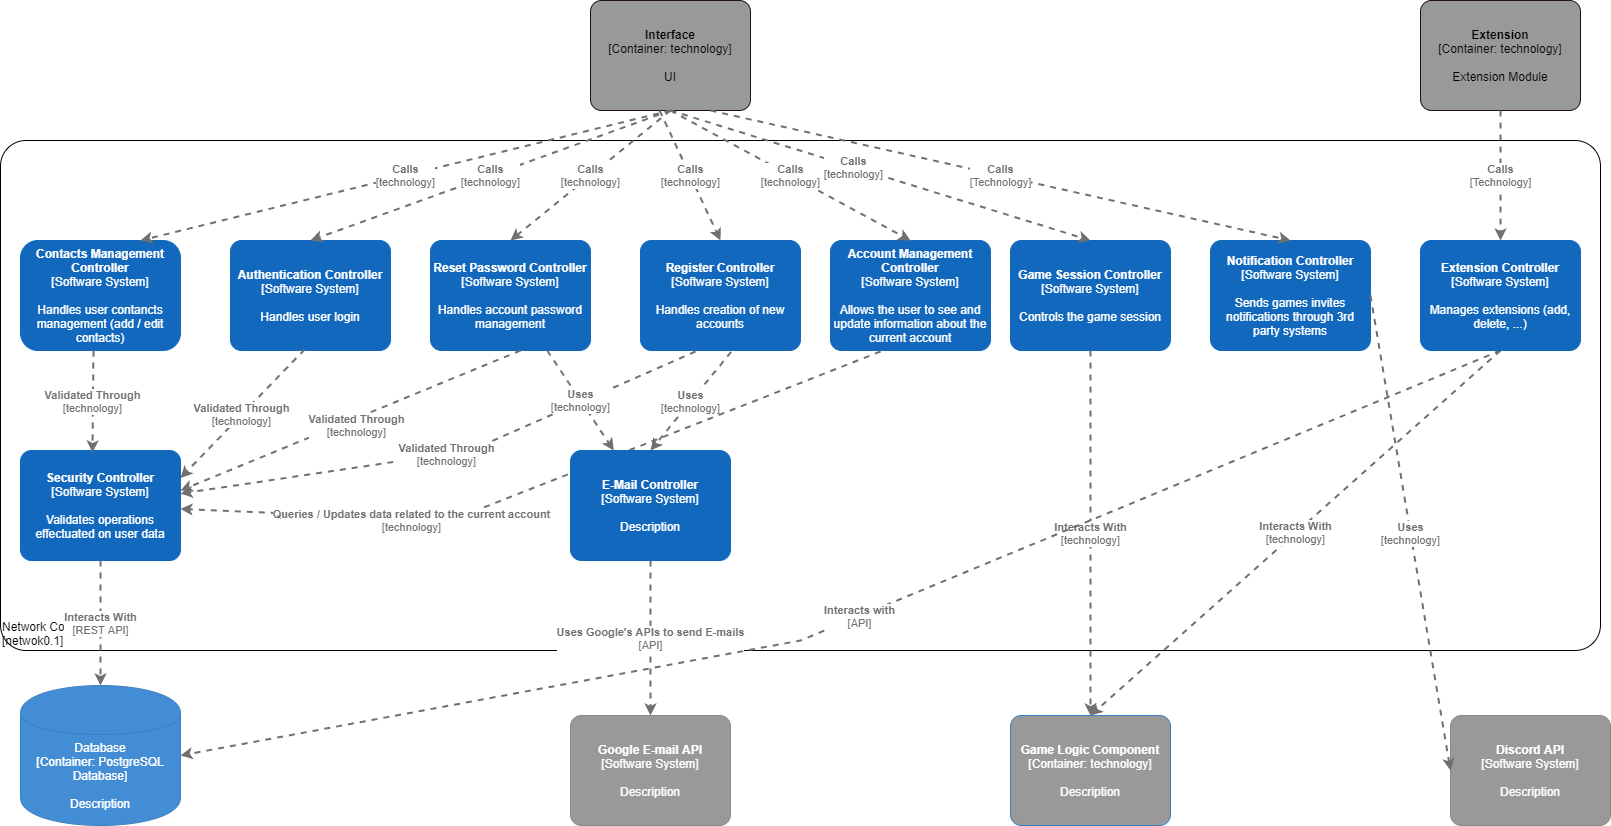 Interface
[Container: technology]
UI
Extension
[Container: technology]
Extension Module
Calls
[technology]
Calls
[technology]
Calls
[technology]
Calls
[technology]
Calls
[technology]
Calls
[technology]
Calls
[Technology]
Calls
[Technology]
Contacts Management
Controller
[Software System]
Handles user contancts
management (add / edit
contacts)
Authentication Controller
[Software System]
Handles user login
Reset Password Controller
[Software System]
Handles account password
management
Register Controller
[Software System]
Handles creation of new
accounts
Account Management
Controller
[Software System]
Allows the user to see and
update information about the
current account
Game Session Controller
[Software System]
Controls the game session
Notification Controller
[Software System]
Sends games invites
notifications through 3rd
party systems
Extension Controller
[Software System]
Manages extensions (add,
delete, ...)
Validated Through
[technology]
Validated Through
[technology]
Validated Through
[technology]
Validated Through
[technology]
Uses
[technology]
Uses
[technology]
Queries / Updates data related to the current account
[technology]
Security Controller
[Software System]
Validates operations
effectuated on user data
E-Mail Controller
[Software System]
Description
Interacts With
[technology]
Interacts With
[technology]
Uses
[technology]
Interacts With
[REST API]
Network Co
[netwok0.1]
Uses Google's APIs to send E-mails
[API]
Interacts with
[API]
Database
[Container: PostgreSQL
Database]
Description
Google E-mail API
[Software System]
Description
Game Logic Component
[Container: technology]
Description
Discord API
[Software System]
Description